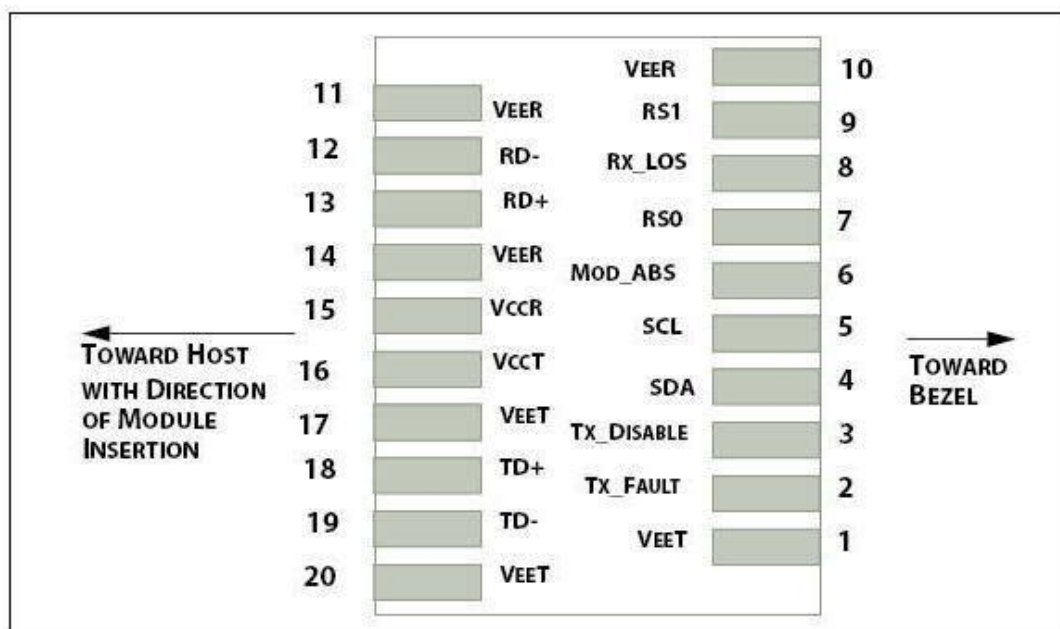 11 VEER
12 RD-
13 RD+
14 VEER
15 VCCR
16 VCCT
17 VEET
18 TD+
19 TD-
20 VEET
VEER 10
RS1 9
RX_LOS 8
RS0 7
MOD_ABS 6
SCL 5
SDA 4
TX_DISABLE 3
TX_FAULT 2
VEET 1
TOWARD HOST
WITH DIRECTION
OF MODULE
INSERTION
TOWARD
BEZEL